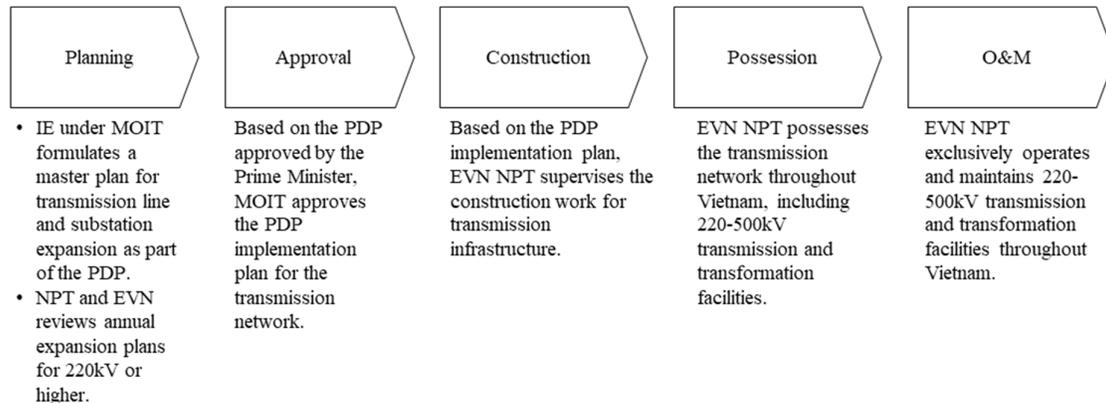 Planning
Approval
Construction
Possession
O&M
• IE under MOIT
formulates a
master plan for
transmission line
and substation
expansion as part
of the PDP.
• NPT and EVN
reviews annual
expansion plans
for 220kV or
higher.
Based on the PDP
approved by the
Prime Minister,
MOIT approves
the PDP
implementation
plan for the
transmission
network.
Based on the PDP
implementation plan,
EVN NPT supervises the
construction work for
transmission
infrastructure.
EVN NPT possesses
the transmission
network throughout
Vietnam, including
220-500kV
transmission and
transformation
facilities.
EVN NPT
exclusively operates
and maintains 220-
500kV transmission
and transformation
facilities throughout
Vietnam.